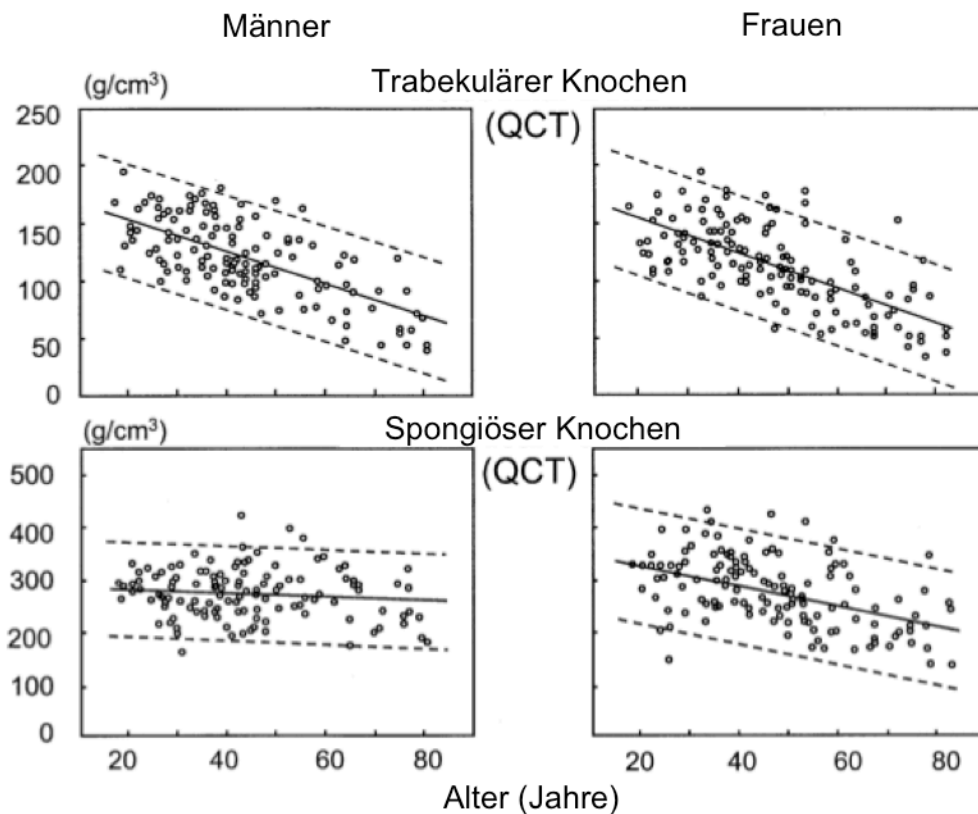 Männer Frauen
(g/cm³) Trabekulärer Knochen
250 (QCT)
200
150
100
50
0
(g/cm³) Spongiöser Knochen
500 (QCT)
400
300
200
100
0
20 40 60 80 20 40 60 80
Alter (Jahre)